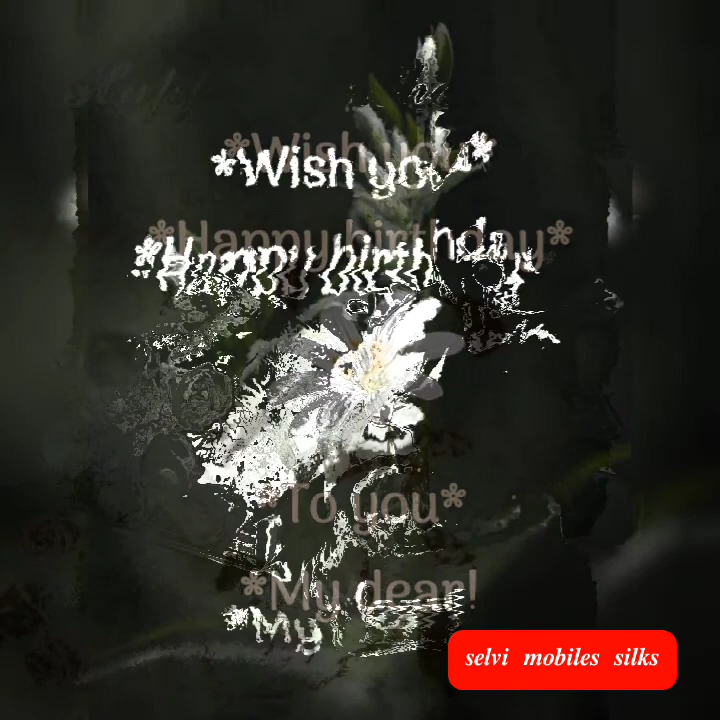 *Wish you*
*Happy birthday*
*To you*
*My dear!
selvi mobiles silks